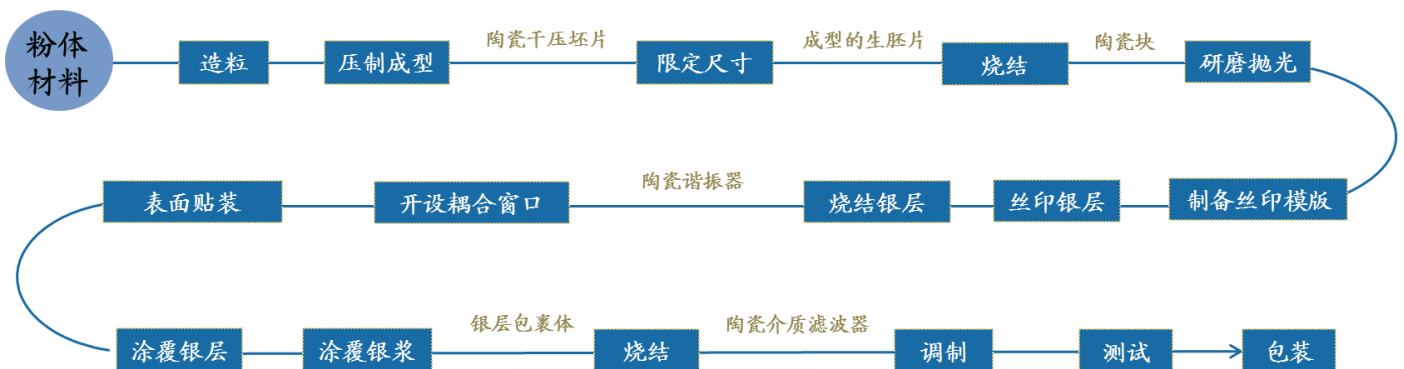 粉体
材料
造粒
压制成型
陶瓷干压坯片
限定尺寸
成型的生胚片
烧结
陶瓷块
研磨抛光
表面贴装
开设耦合窗口
陶瓷谐振器
烧结银层
丝印银层
制备丝印模版
涂覆银层
涂覆银浆
银层包裹体
烧结
陶瓷介质滤波器
调制
测试
包装